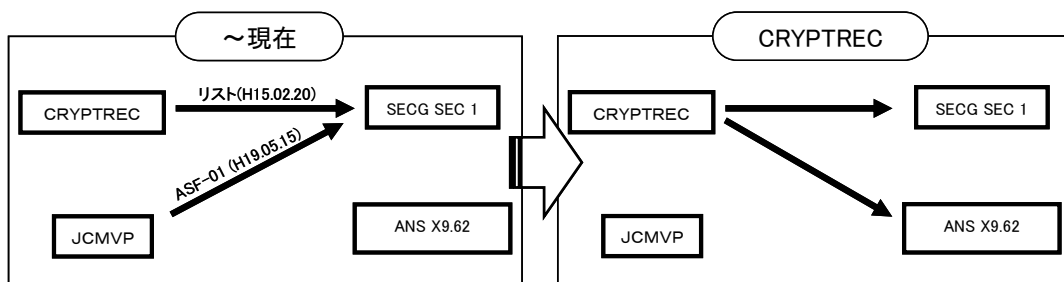 ～現在
CRYPTREC
リスト(H15.02.20)
SECG SEC 1
ASF-01 (H19.05.15)
JCMVP
ANS X9.62
CRYPTREC
CRYPTREC
SECG SEC 1
JCMVP
ANS X9.62